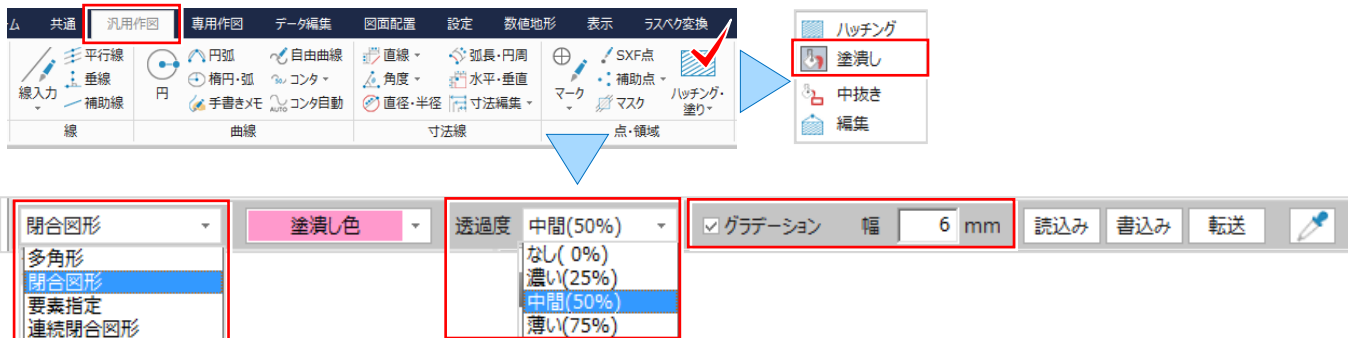 ム 共通 汎用作図 専用作図 データ編集 図面配置 設定 数値地形 表示 ラスベク変換
平行線 円弧 自由曲線 直線 弧長・円周 SXF点
垂線 楕円・弧 コンタ 角度 水平・垂直 補助点
線入力 補助線 円 手書きメモ AUTO コンタ自動 直径・半径 寸法編集 マーク マスク ハッチング・
塗り
線 曲線 寸法線 点・領域
ハッチング
塗潰し
中抜き
編集
閉合図形 塗潰し色 透過度 中間(50%) グラデーション 幅 6 mm 読込み 書込み 転送
多角形
閉合図形
要素指定
連続閉合図形
なし( 0%)
濃い(25%)
中間(50%)
薄い(75%)